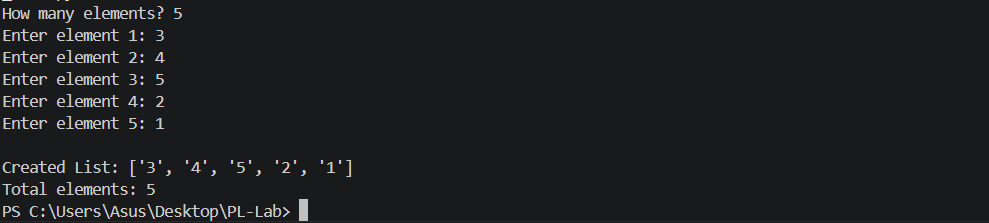 How many elements? 5
Enter element 1: 3
Enter element 2: 4
Enter element 3: 5
Enter element 4: 2
Enter element 5: 1
Created List: ['3', '4', '5', '2', '1']
Total elements: 5
PS C:\Users\Asus\Desktop\PL-Lab>